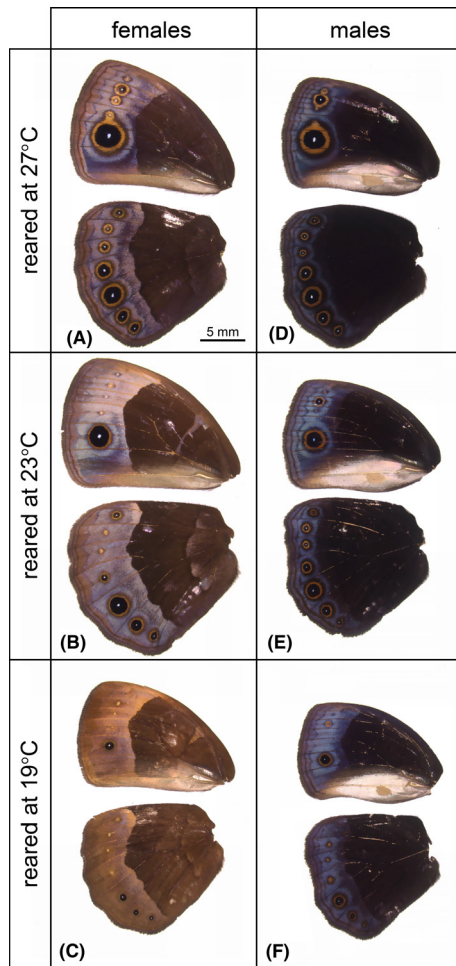 females
males
reared at 27°C
(A)
5 mm
(D)
reared at 23°C
(B)
(E)
reared at 19°C
(C)
(F)